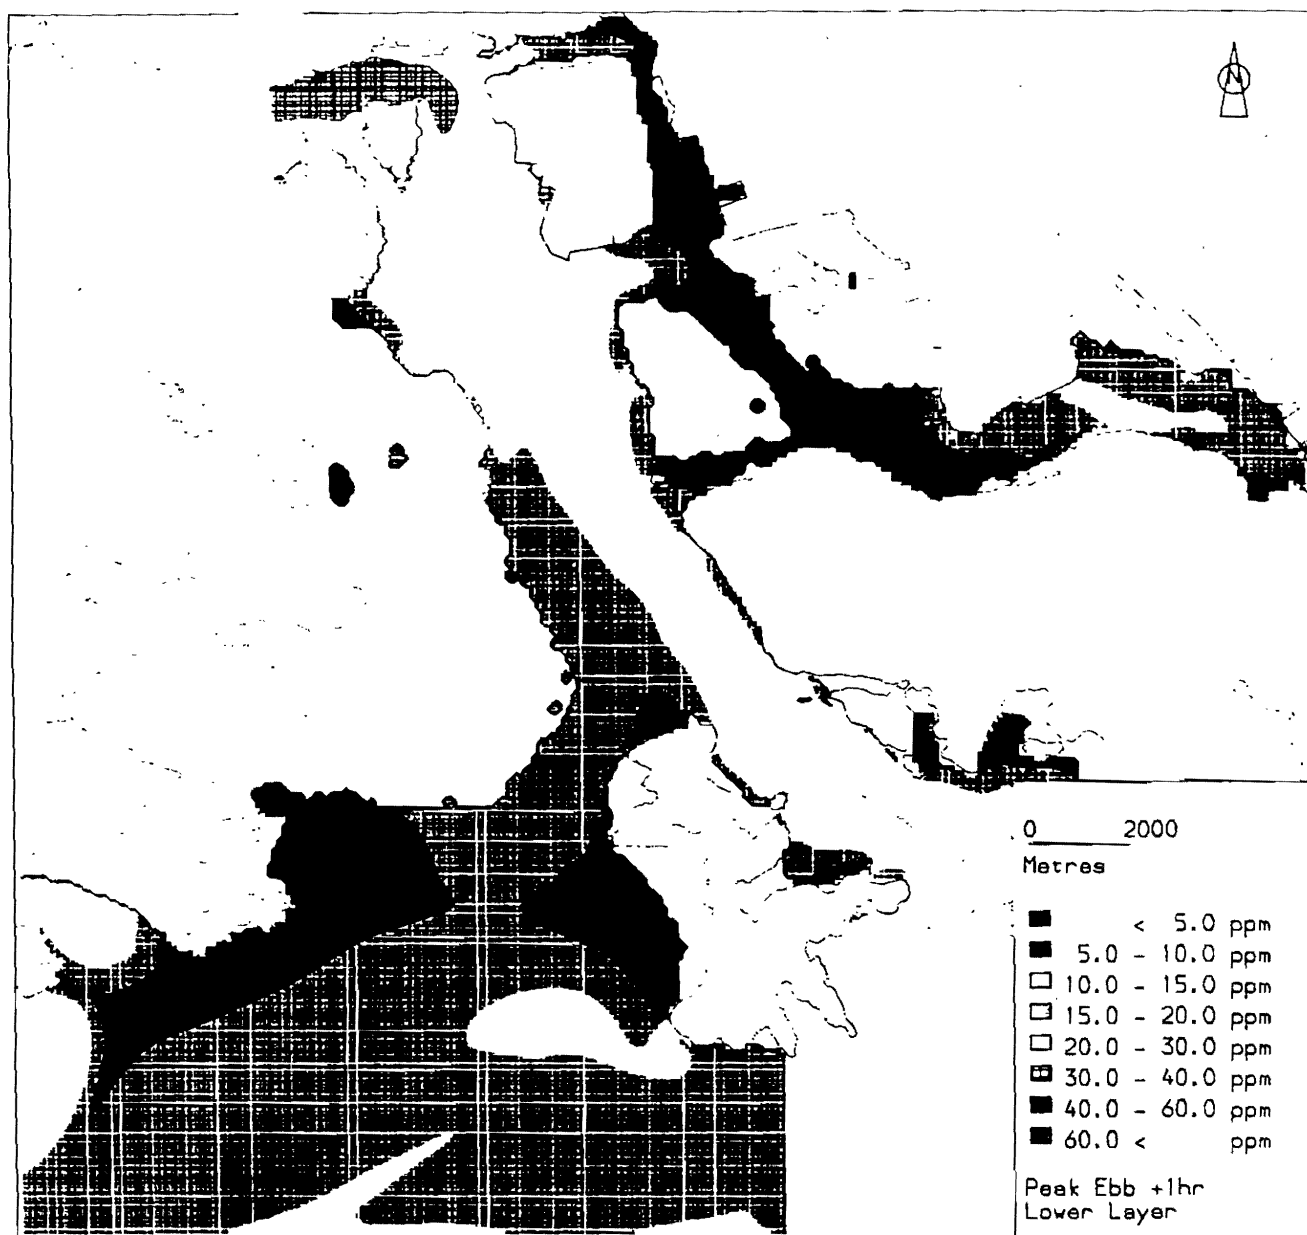 N
0 2000
Metres
< 5.0 ppm
5.0 - 10.0 ppm
10.0 - 15.0 ppm
15.0 - 20.0 ppm
20.0 - 30.0 ppm
30.0 - 40.0 ppm
40.0 - 60.0 ppm
60.0 < ppm
Peak Ebb +1hr
Lower Layer